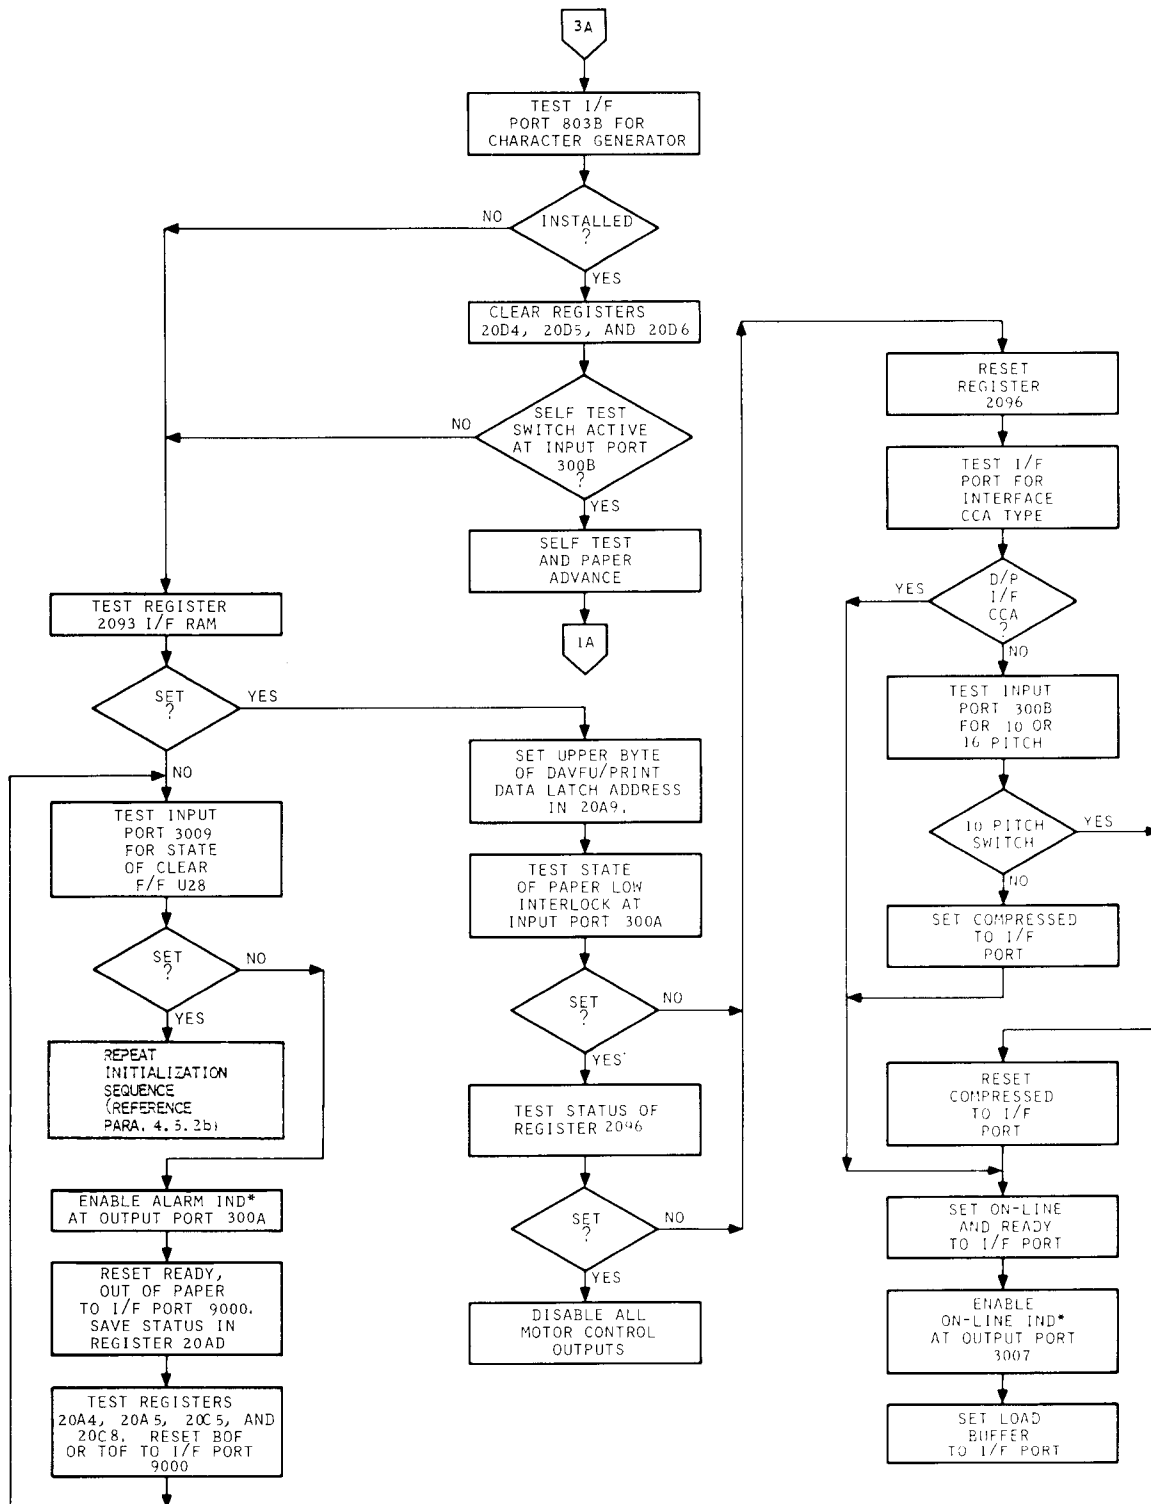 3A
TEST I/F
PORT 803B FOR
CHARACTER GENERATOR
NO
INSTALLED
?
YES
CLEAR REGISTERS
20D4, 20D5, AND 20D6
NO
SELF TEST
SWITCH ACTIVE
AT INPUT PORT
300B
?
YES
SELF TEST
AND PAPER
ADVANCE
1A
TEST REGISTER
2093 I/F RAM
SET
?
YES
NO
TEST INPUT
PORT 3009
FOR STATE
OF CLEAR
F/F U28
SET
?
NO
YES
REPEAT
INITIALIZATION
SEQUENCE
(REFERENCE
PARA. 4.5.2b)
ENABLE ALARM IND*
AT OUTPUT PORT 300A
RESET READY,
OUT OF PAPER
TO I/F PORT 9000.
SAVE STATUS IN
REGISTER 20AD
TEST REGISTERS
20A4, 20A5, 20C5, AND
20C8. RESET BOF
OR TOF TO I/F PORT
9000
SET UPPER BYTE
OF DAVFU/PRINT
DATA LATCH ADDRESS
IN 20A9.
TEST STATE
OF PAPER LOW
INTERLOCK AT
INPUT PORT 300A
SET
?
NO
YES
TEST STATUS OF
REGISTER 2096
SET
?
NO
YES
DISABLE ALL
MOTOR CONTROL
OUTPUTS
RESET
REGISTER
2096
TEST I/F
PORT FOR
INTERFACE
CCA TYPE
YES
D/P
I/F
CCA
?
NO
TEST INPUT
PORT 300B
FOR 10 OR
16 PITCH
10 PITCH
SWITCH
YES
NO
SET COMPRESSED
TO I/F
PORT
RESET
COMPRESSED
TO I/F
PORT
SET ON-LINE
AND READY
TO I/F PORT
ENABLE
ON-LINE IND*
AT OUTPUT PORT
3007
SET LOAD
BUFFER
TO I/F PORT